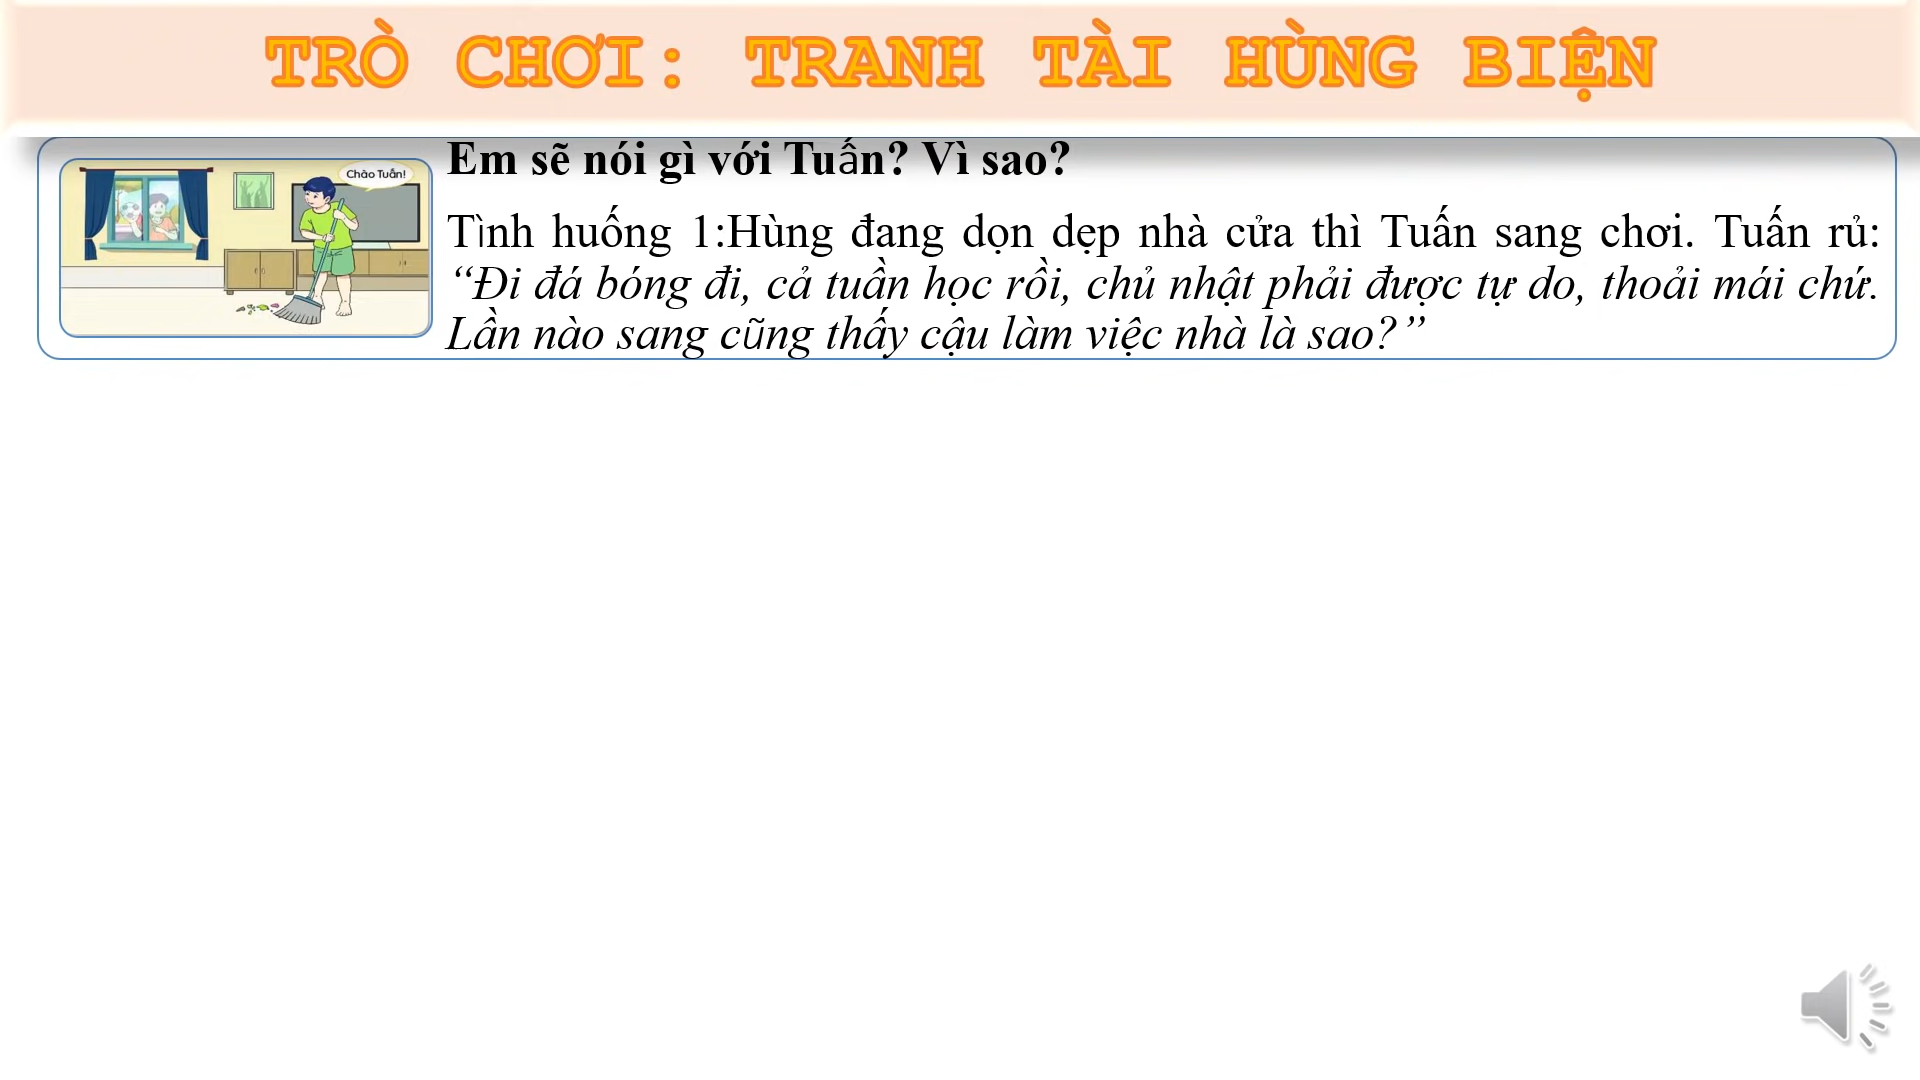 TRÒ CHƠI: TRANH TÀI HÙNG BIỆN
Em sẽ nói gì với Tuấn? Vì sao?
Chào Tuấn!
Tình huống 1:Hùng đang dọn dẹp nhà cửa thì Tuấn sang chơi. Tuấn rủ:
“Đi đá bóng đi, cả tuần học rồi, chủ nhật phải được tự do, thoải mái chứ.
Lần nào sang cũng thấy cậu làm việc nhà là sao?”